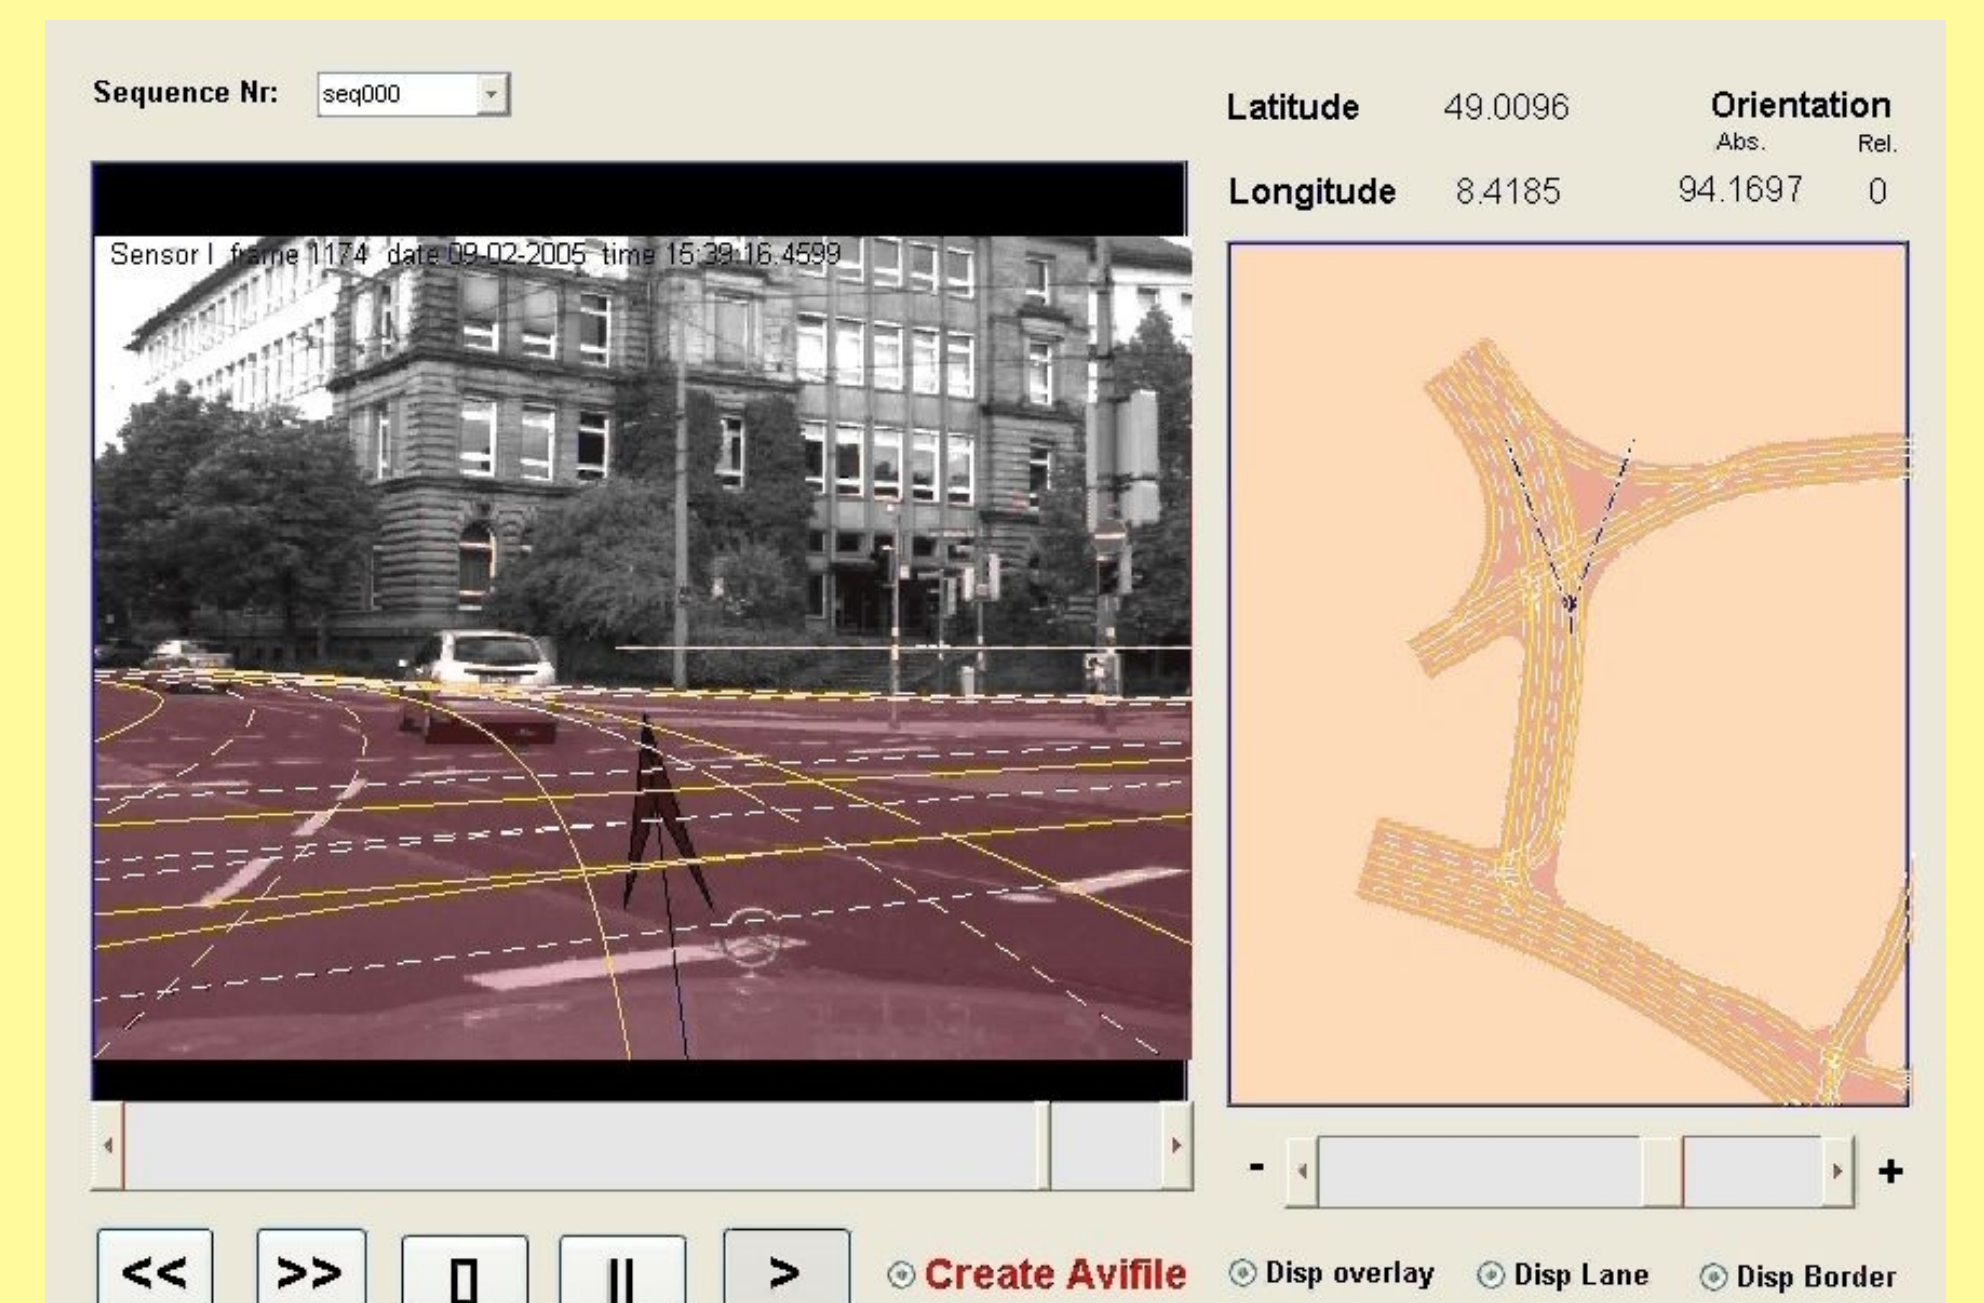 Sequence Nr: seq000
Latitude 49.0096 Orientation
Abs. Rel.
Longitude 8.4185 94.1697 0
Sensor I frame 1174 date 09-02-2005 time 15:39:16.4599
- +
<< >> [] || >
Create Avifile Disp overlay Disp Lane Disp Border